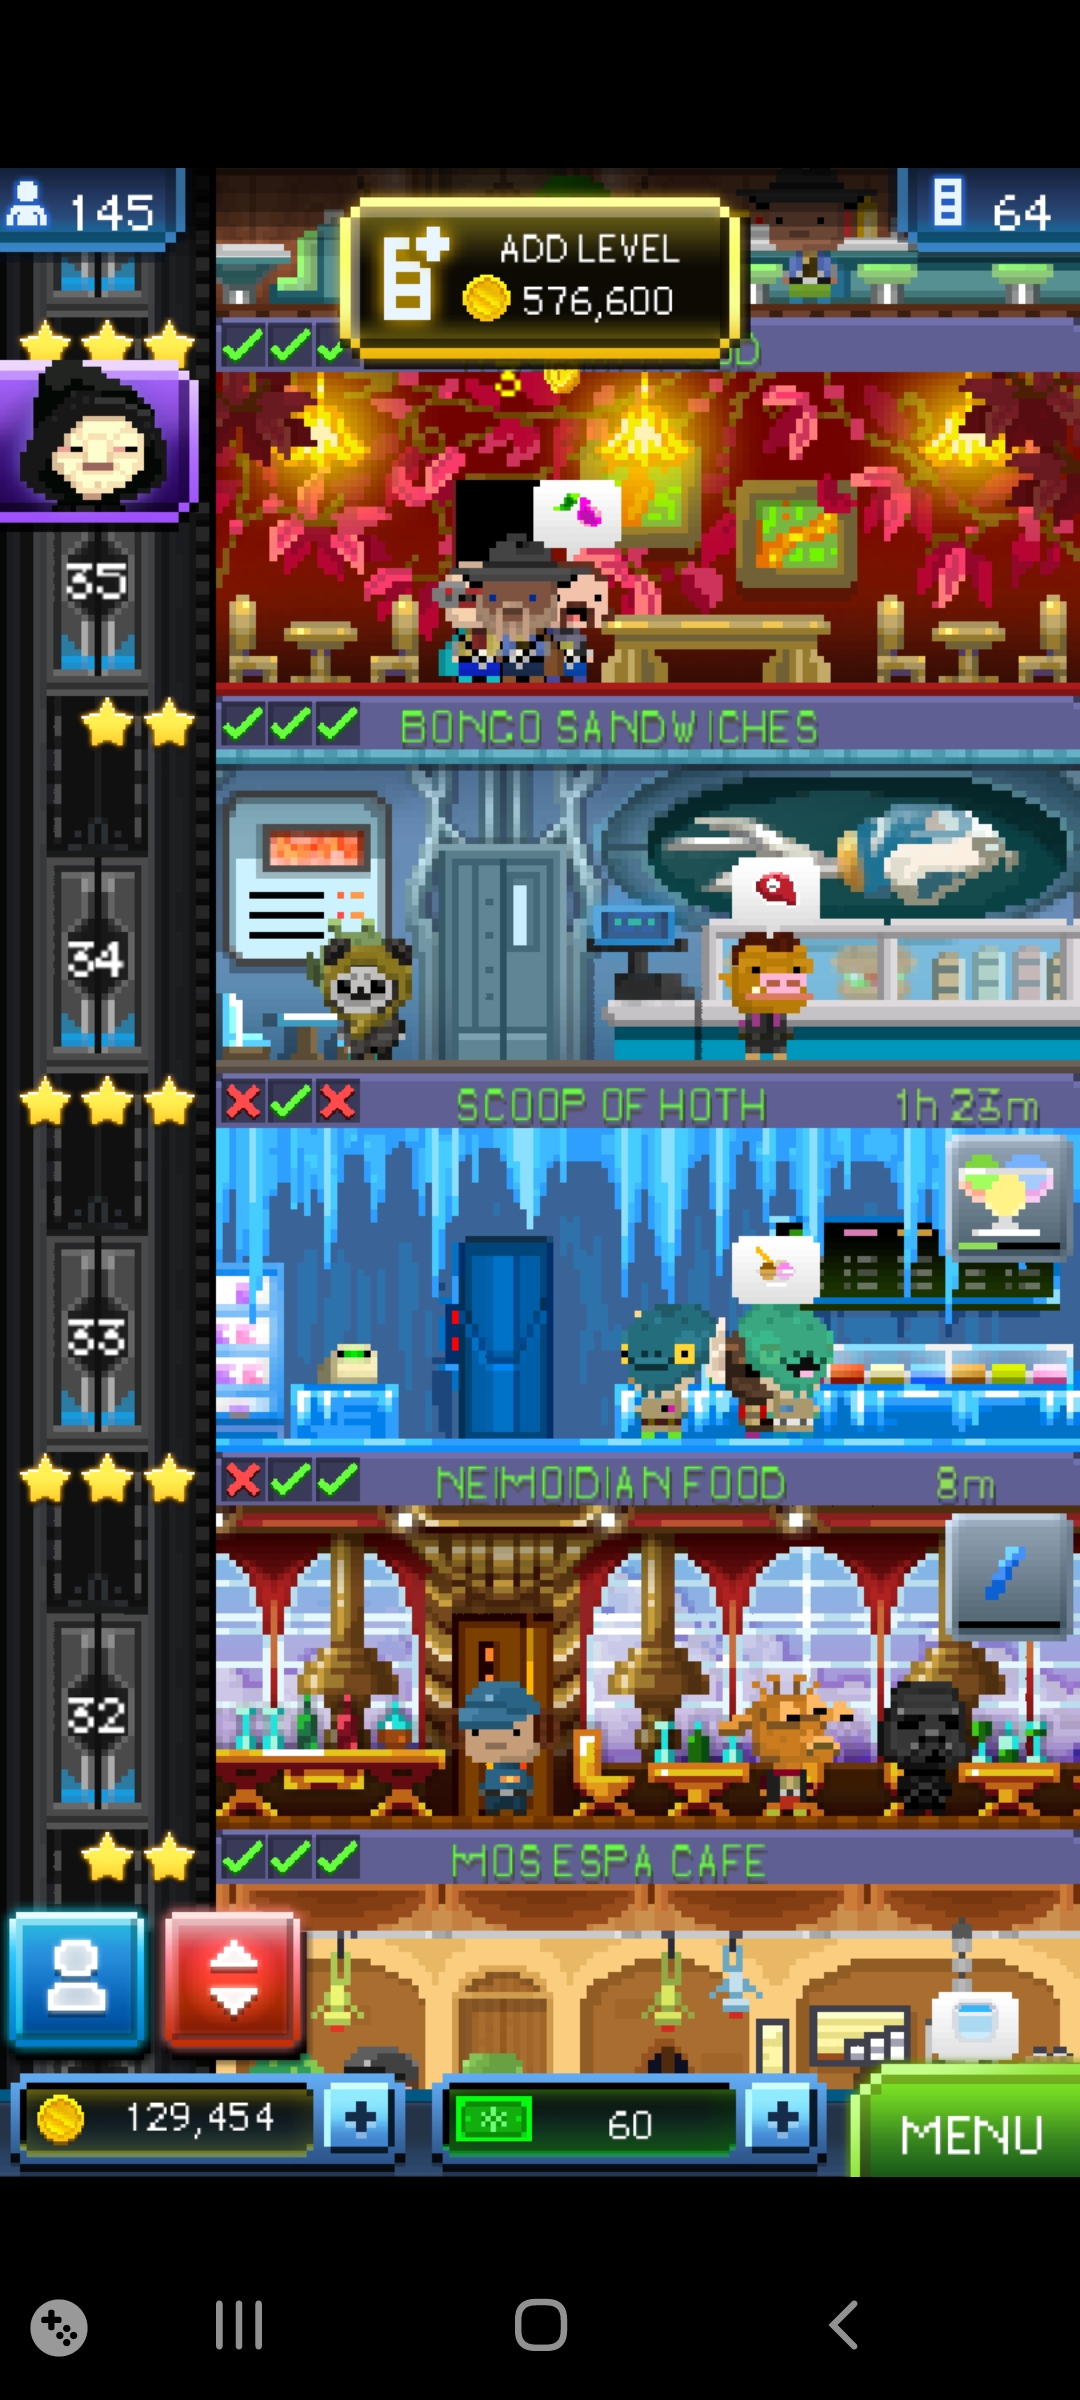 145
ADD LEVEL
576,600
64
35
BONGO SANDWICHES
34
SCOOP OF HOTH 1h 23m
33
NEIMOIDIAN FOOD 8m
32
MOS ESPA CAFE
129,454
60
MENU